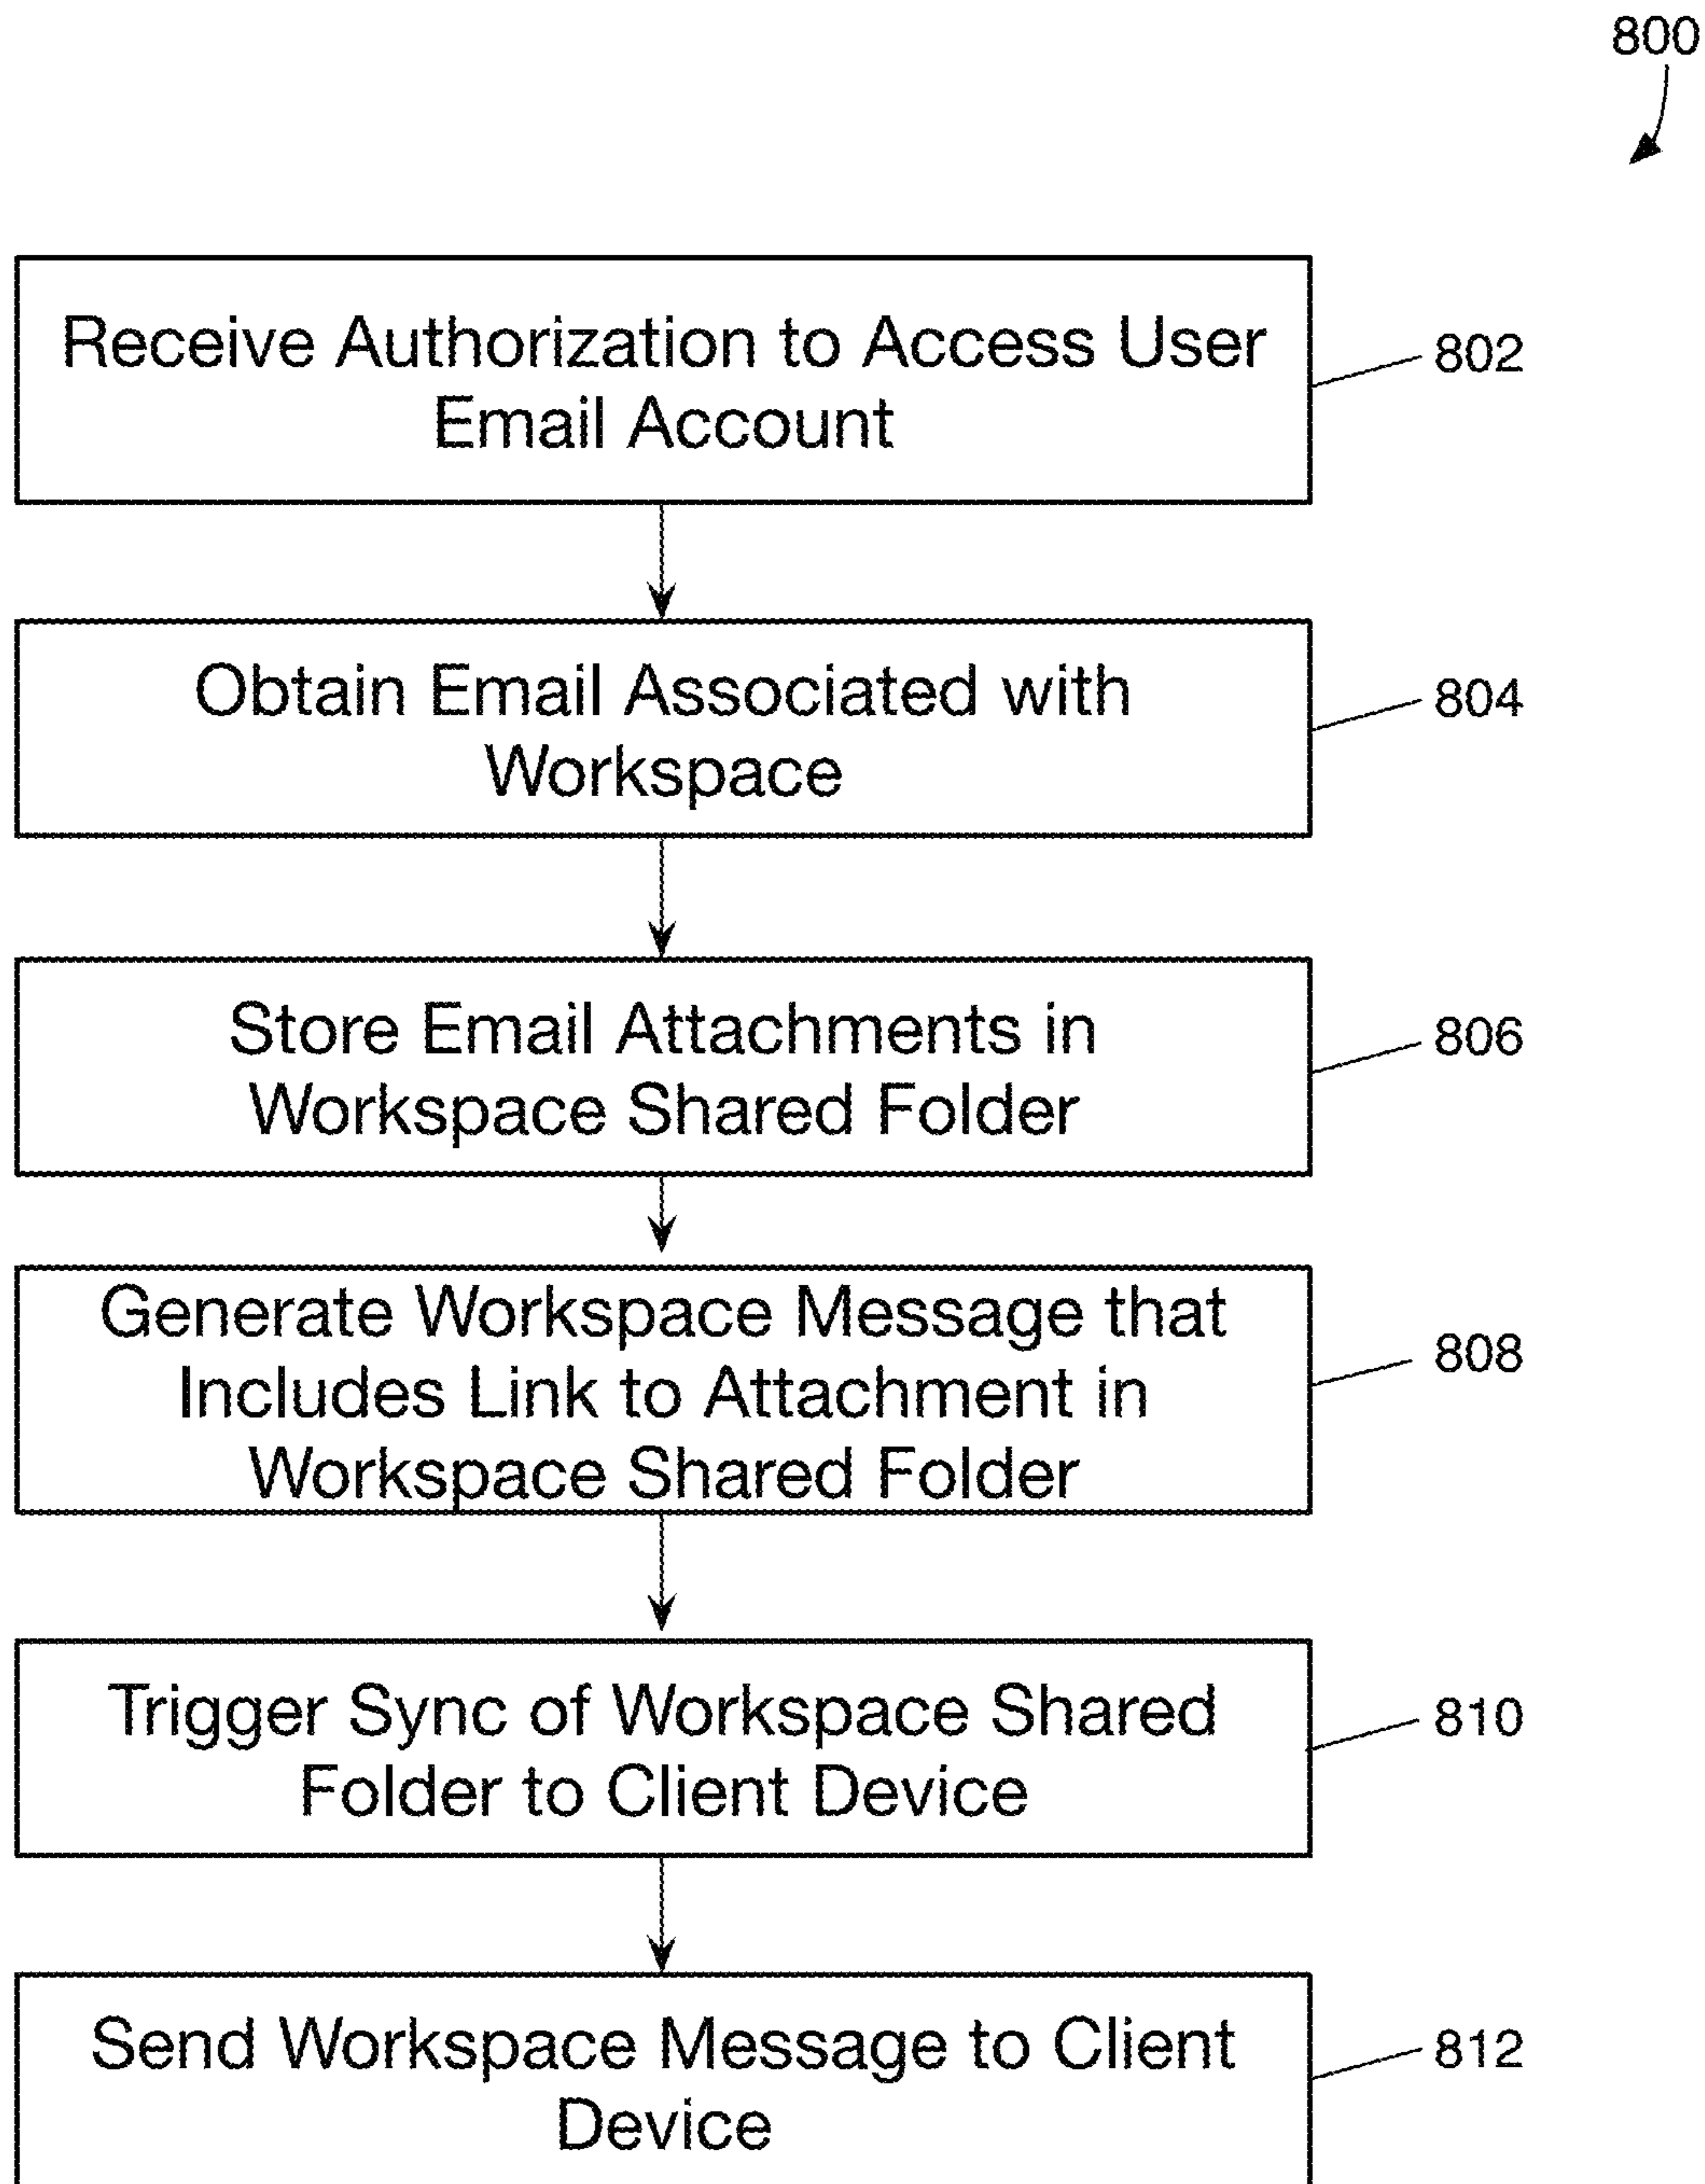 800
Receive Authorization to Access User
Email Account
802
Obtain Email Associated with
Workspace
804
Store Email Attachments in
Workspace Shared Folder
806
Generate Workspace Message that
Includes Link to Attachment in
Workspace Shared Folder
808
Trigger Sync of Workspace Shared
Folder to Client Device
810
Send Workspace Message to Client
Device
812